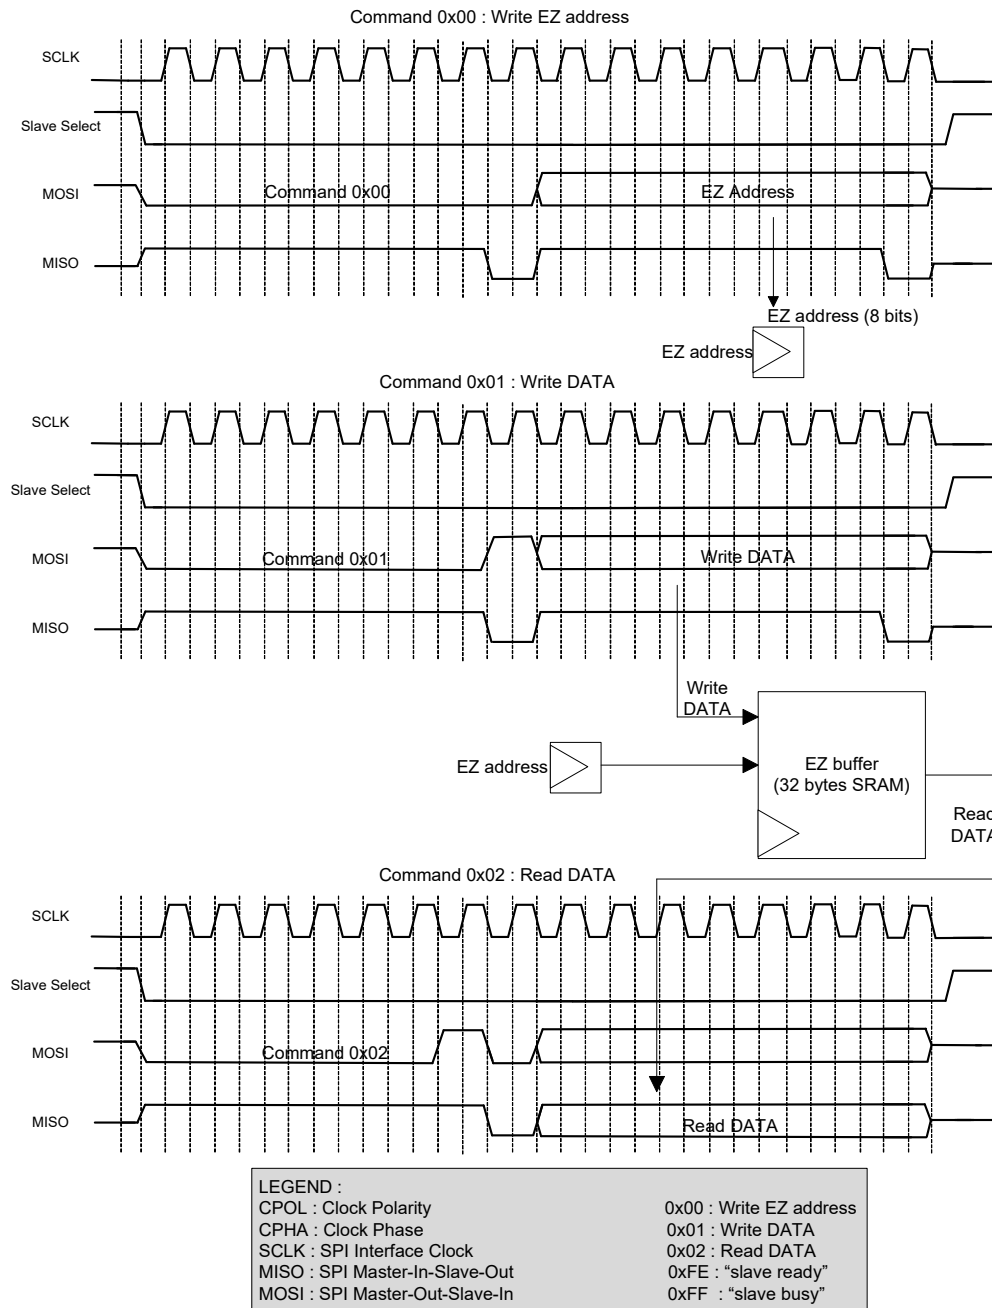 Command 0x00 : Write EZ address
SCLK
Slave Select
MOSI
Command 0x00
EZ Address
MISO
EZ address (8 bits)
EZ address
Command 0x01 : Write DATA
SCLK
Slave Select
MOSI
Command 0x01
Write DATA
MISO
Write
DATA
EZ address
EZ buffer
(32 bytes SRAM)
Read
DATA
Command 0x02 : Read DATA
SCLK
Slave Select
MOSI
Command 0x02
MISO
Read DATA
LEGEND :
CPOL : Clock Polarity
0x00 : Write EZ address
CPHA : Clock Phase
0x01 : Write DATA
SCLK : SPI Interface Clock
0x02 : Read DATA
MISO : SPI Master-In-Slave-Out
0xFE : “slave ready”
MOSI : SPI Master-Out-Slave-In
0xFF : “slave busy”